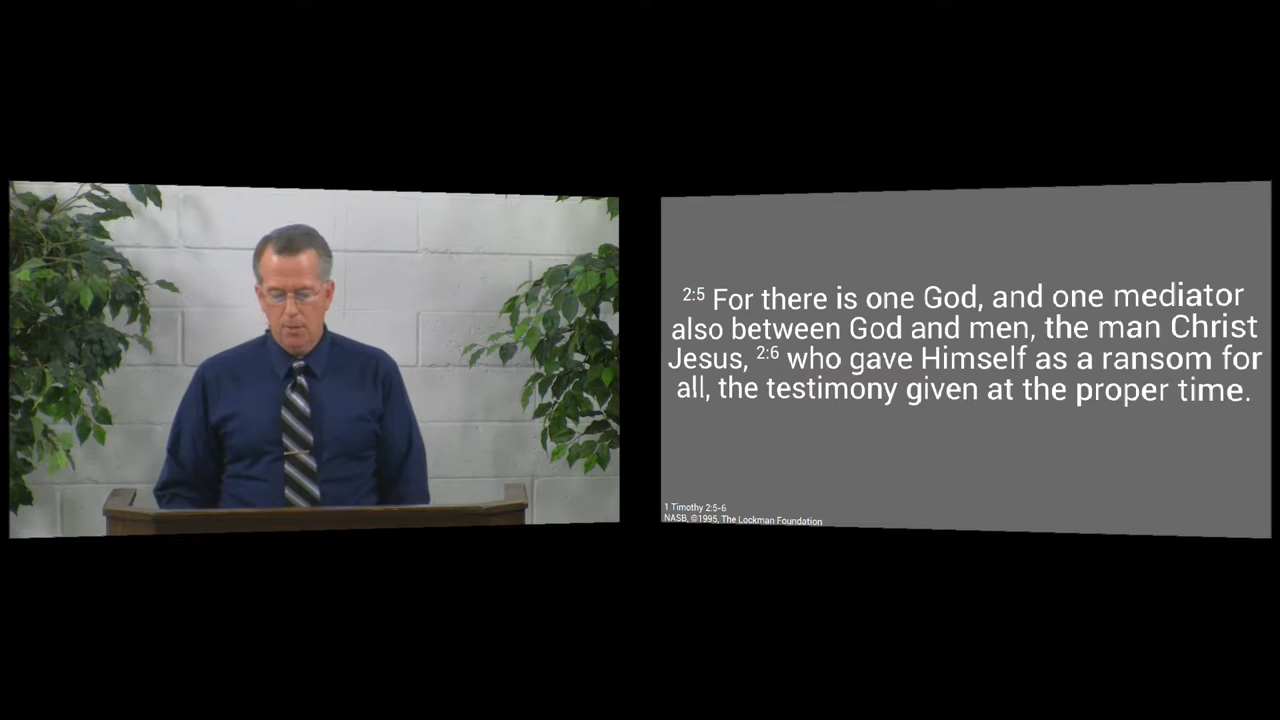 2:5 For there is one God, and one mediator
also between God and men, the man Christ
Jesus, 2:6 who gave Himself as a ransom for
all, the testimony given at the proper time.
1 Timothy 2:5-6
NASB, ©1995, The Lockman Foundation